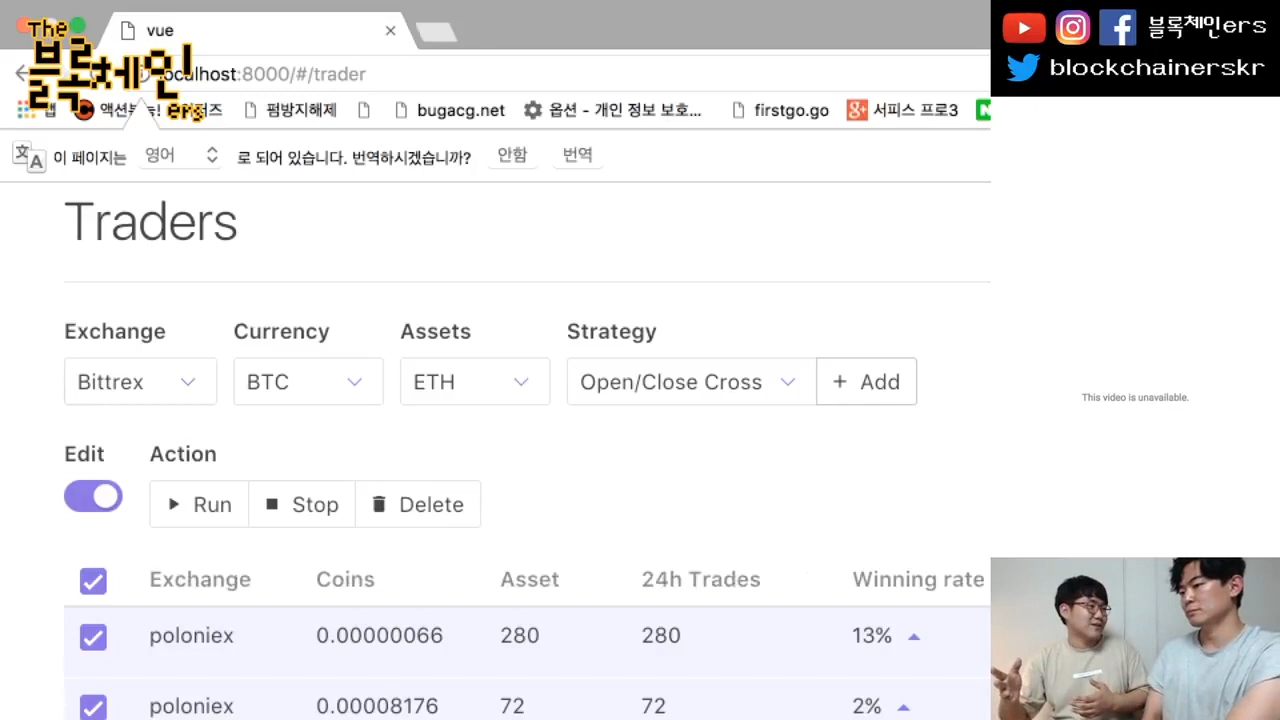 The
블록체인
ers
vue
localhost:8000/#/trader
앱
bugacg.net
펌방지해제
옵션 - 개인 정보 보호...
firstgo.go
서피스 프로3
이 페이지는 영어 로 되어 있습니다. 번역하시겠습니까? 안함 번역
블록체인ers
blockchainerskr
Traders
Exchange Currency Assets Strategy
Bittrex BTC ETH Open/Close Cross + Add
Edit Action
Run Stop Delete
Exchange Coins Asset 24h Trades Winning rate
poloniex 0.00000066 280 280 13%
poloniex 0.00008176 72 72 2%
This video is unavailable.